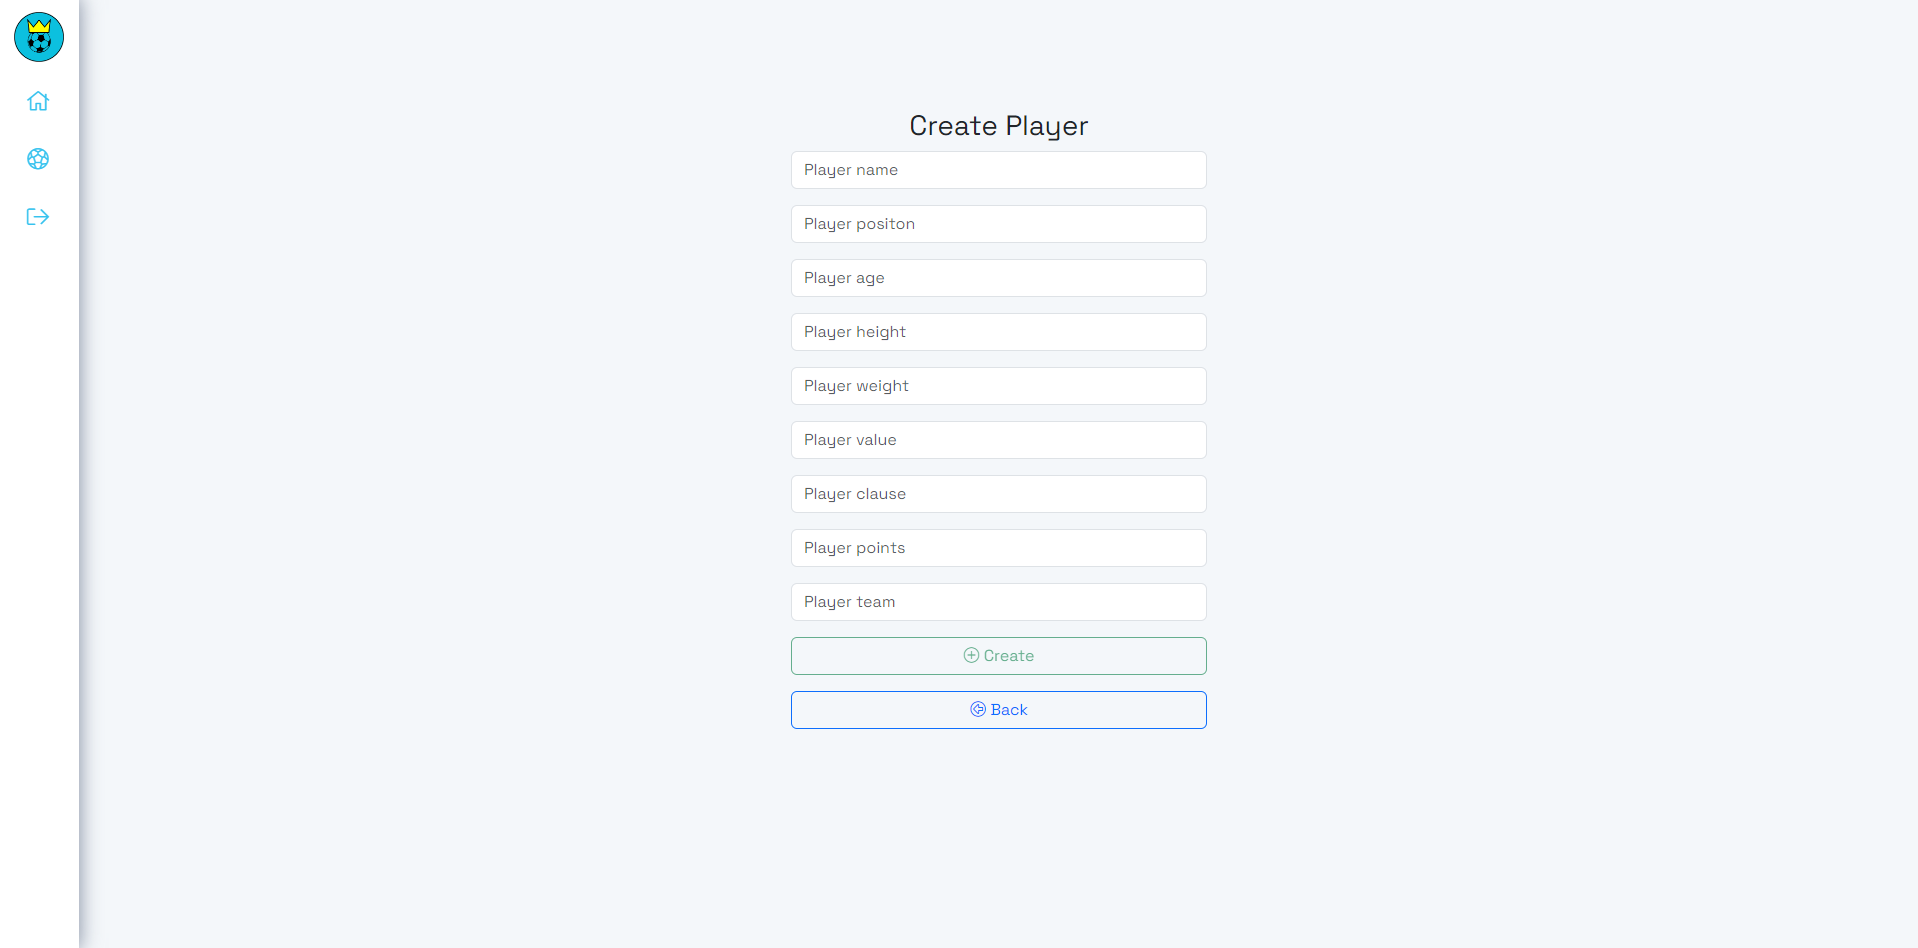 Create Player
Player name
Player positon
Player age
Player height
Player weight
Player value
Player clause
Player points
Player team
Create
Back